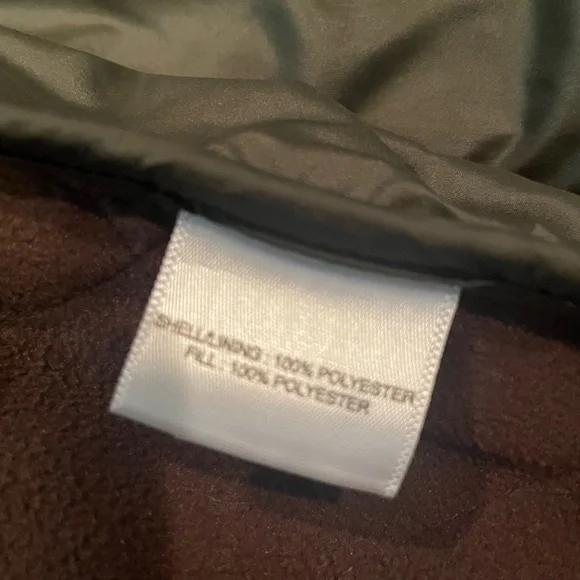 SHELL/LINING : 100% POLYESTER
FILL : 100% POLYESTER